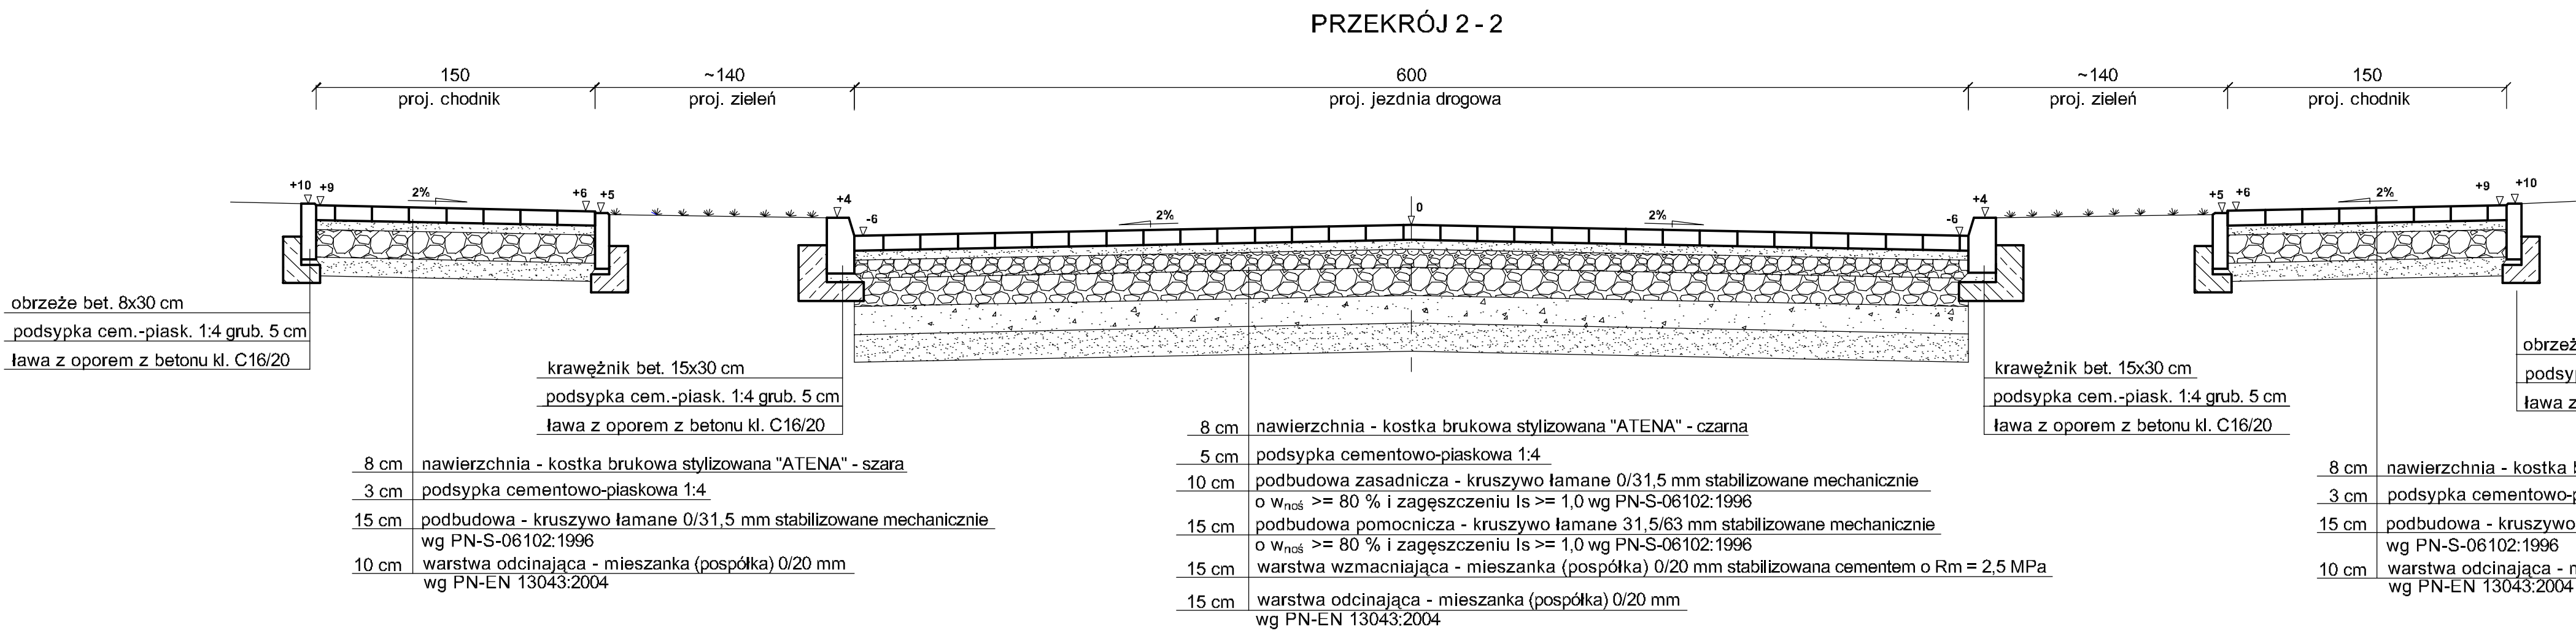 PRZEKRÓJ 2 - 2
150
~140
600
~140
150
proj. chodnik
proj. zieleń
proj. jezdnia drogowa
proj. zieleń
proj. chodnik
+10 +9
2%
+6 +5
+4
-6
2%
0
2%
-6
+4
+5 +6
2%
+9
+10
obrzeże bet. 8x30 cm
podsypka cem.-piask. 1:4 grub. 5 cm
ława z oporem z betonu kl. C16/20
krawężnik bet. 15x30 cm
podsypka cem.-piask. 1:4 grub. 5 cm
ława z oporem z betonu kl. C16/20
8 cm nawierzchnia - kostka brukowa stylizowana "ATENA" - szara
3 cm podsypka cementowo-piaskowa 1:4
15 cm podbudowa - kruszywo łamane 0/31,5 mm stabilizowane mechanicznie
wg PN-S-06102:1996
10 cm warstwa odcinająca - mieszanka (pospółka) 0/20 mm
wg PN-EN 13043:2004
8 cm nawierzchnia - kostka brukowa stylizowana "ATENA" - czarna
5 cm podsypka cementowo-piaskowa 1:4
10 cm podbudowa zasadnicza - kruszywo łamane 0/31,5 mm stabilizowane mechanicznie
o wnoś >= 80 % i zagęszczeniu Is >= 1,0 wg PN-S-06102:1996
15 cm podbudowa pomocnicza - kruszywo łamane 31,5/63 mm stabilizowane mechanicznie
o wnoś >= 80 % i zagęszczeniu Is >= 1,0 wg PN-S-06102:1996
15 cm warstwa wzmacniająca - mieszanka (pospółka) 0/20 mm stabilizowana cementem o Rm = 2,5 MPa
15 cm warstwa odcinająca - mieszanka (pospółka) 0/20 mm
wg PN-EN 13043:2004
krawężnik bet. 15x30 cm
podsypka cem.-piask. 1:4 grub. 5 cm
ława z oporem z betonu kl. C16/20
ława z
8 cm nawierzchnia - kostka
3 cm podsypka
15 cm podbudowa - kruszywo
wg PN-S-06102:1996
10 cm warstwa odcinająca -
wg PN-EN 13043:2004